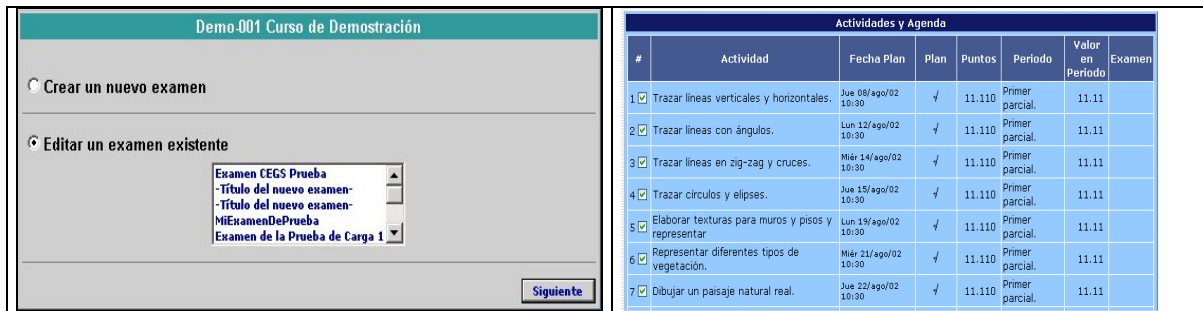 Demo-001 Curso de Demostración
Crear un nuevo examen
Editar un examen existente
Examen CEGS Prueba
-Título del nuevo examen-
-Título del nuevo examen-
MiExamenDePrueba
Examen de la Prueba de Carga 1
Siguiente
Actividades y Agenda
# Actividad Fecha Plan Plan Puntos Periodo Valor en Periodo Examen
1 Trazar líneas verticales y horizontales. Jue 08/ago/02 10:30 √ 11.110 Primer parcial. 11.11
2 Trazar líneas con ángulos. Lun 12/ago/02 10:30 √ 11.110 Primer parcial. 11.11
3 Trazar líneas en zig-zag y cruces. Miér 14/ago/02 10:30 √ 11.110 Primer parcial. 11.11
4 Trazar círculos y elipses. Jue 15/ago/02 10:30 √ 11.110 Primer parcial. 11.11
5 Elaborar texturas para muros y pisos y representar Lun 19/ago/02 10:30 √ 11.110 Primer parcial. 11.11
6 Representar diferentes tipos de vegetación. Miér 21/ago/02 10:30 √ 11.110 Primer parcial. 11.11
7 Dibujar un paisaje natural real. Jue 22/ago/02 10:30 √ 11.110 Primer parcial. 11.11